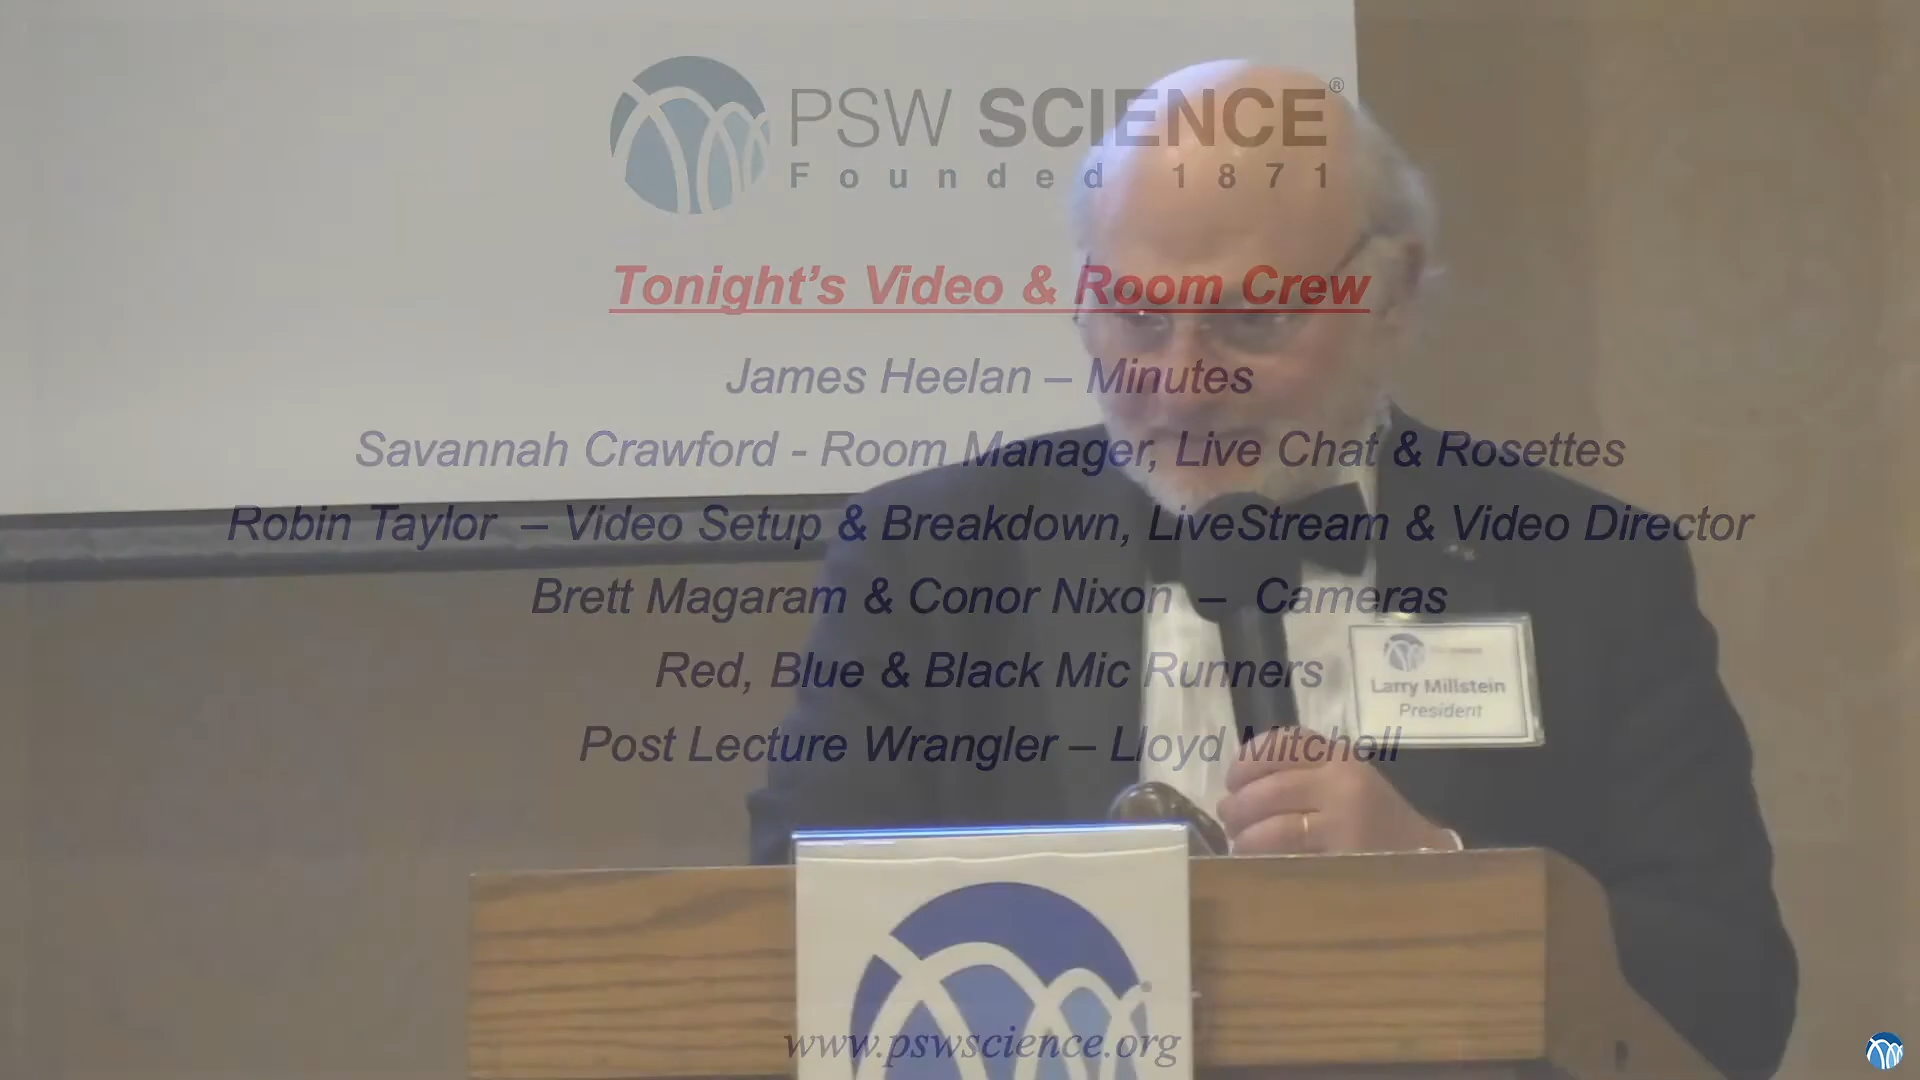 PSW SCIENCE®
Founded 1871
Tonight's Video & Room Crew
James Heelan – Minutes
Savannah Crawford - Room Manager, Live Chat & Rosettes
Robin Taylor – Video Setup & Breakdown, LiveStream & Video Director
Brett Magaram & Conor Nixon – Cameras
Red, Blue & Black Mic Runners
Larry Millstein
President
Post Lecture Wrangler – Lloyd Mitchell
www.pswscience.org